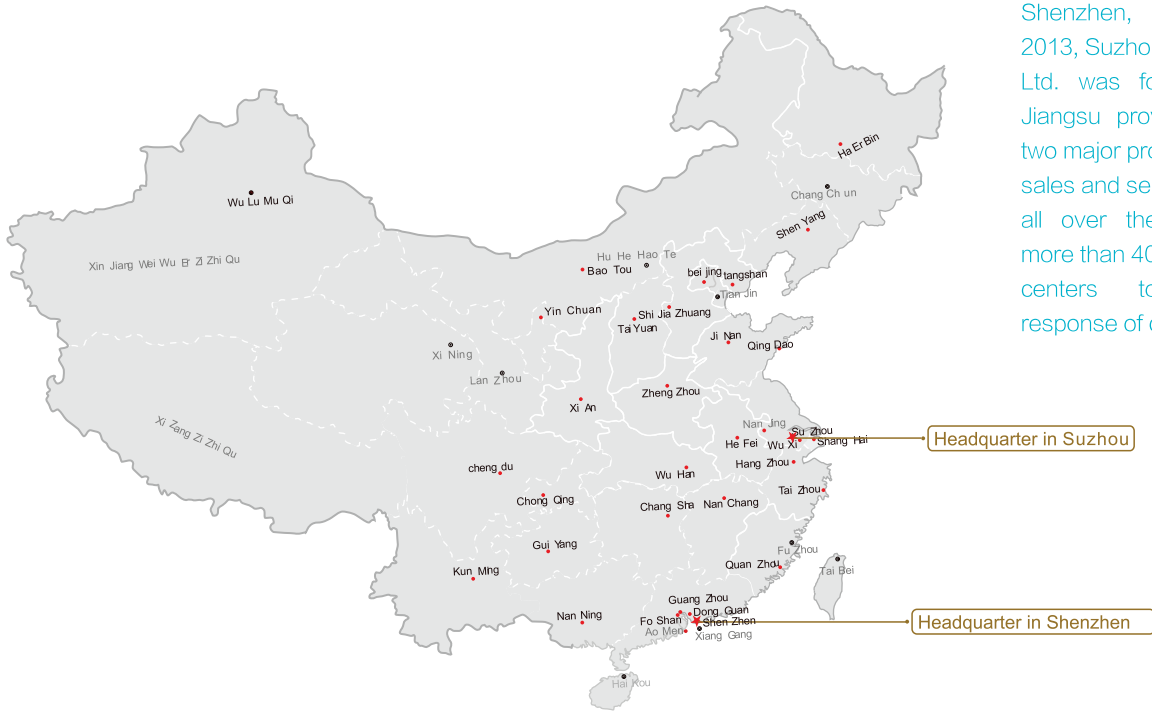 Shenzhen,
2013, Suzho
Ltd. was fo
Jiangsu prov
two major pro
sales and se
all over the
more than 40
centers to
response of
Ha Er Bin
Chang Chun
Wu Lu Mu Qi
Shen Yang
Hu He Hao Te
Xin Jiang Wei Wu Er Zi Zhi Qu
Bao Tou
bei jing
tangshan
Tian Jin
Yin Chuan
Shi Jia Zhuang
Tai Yuan
Ji Nan
Qing Dao
Xi Ning
Lan Zhou
Zheng Zhou
Xi An
Xi Zang Zi Zhi Qu
Nan Jing
Su Zhou
He Fei
Wu Xi
Shang Hai
Headquarter in Suzhou
Hang Zhou
cheng du
Wu Han
Tai Zhou
Chong Qing
Chang Sha
Nan Chang
Gui Yang
Fu Zhou
Quan Zhou
Tai Bei
Kun Ming
Guang Zhou
Nan Ning
Dong Guan
Fo Shan
Shen Zhen
Headquarter in Shenzhen
Ao Men
Xiang Gang
Hai Kou